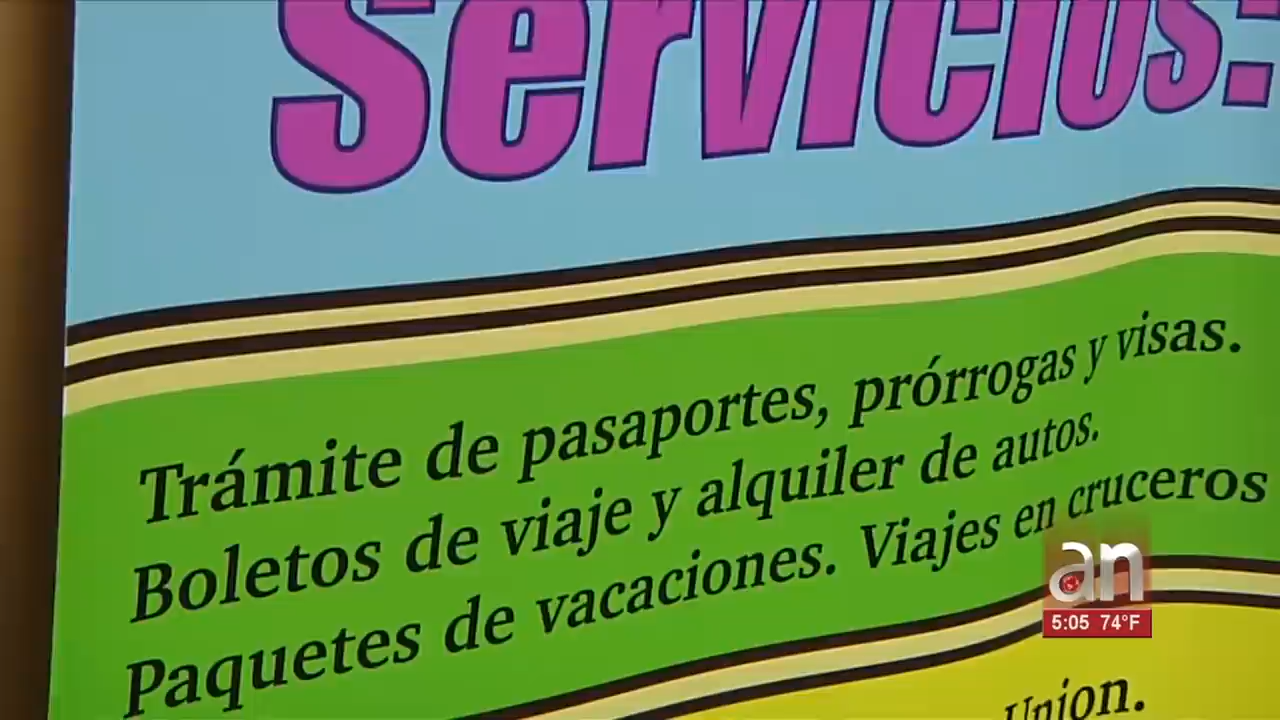 Servicios:
Trámite de pasaportes, prórrogas y visas.
Boletos de viaje y alquiler de autos.
Paquetes de vacaciones. Viajes en cruceros
an
5:05 74°F
Union.